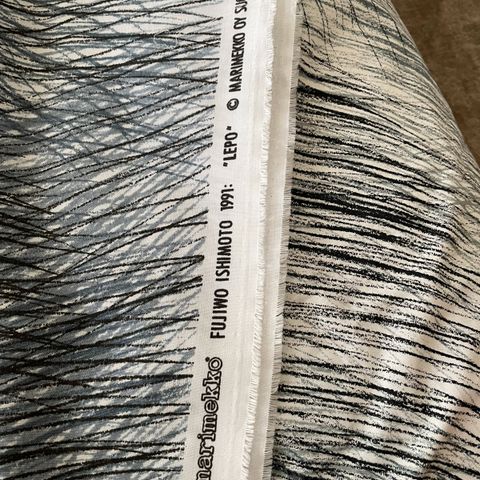 marimekko® FUJIWO ISHIMOTO 1991: "LEPO" © MARIMEKKO OY SU